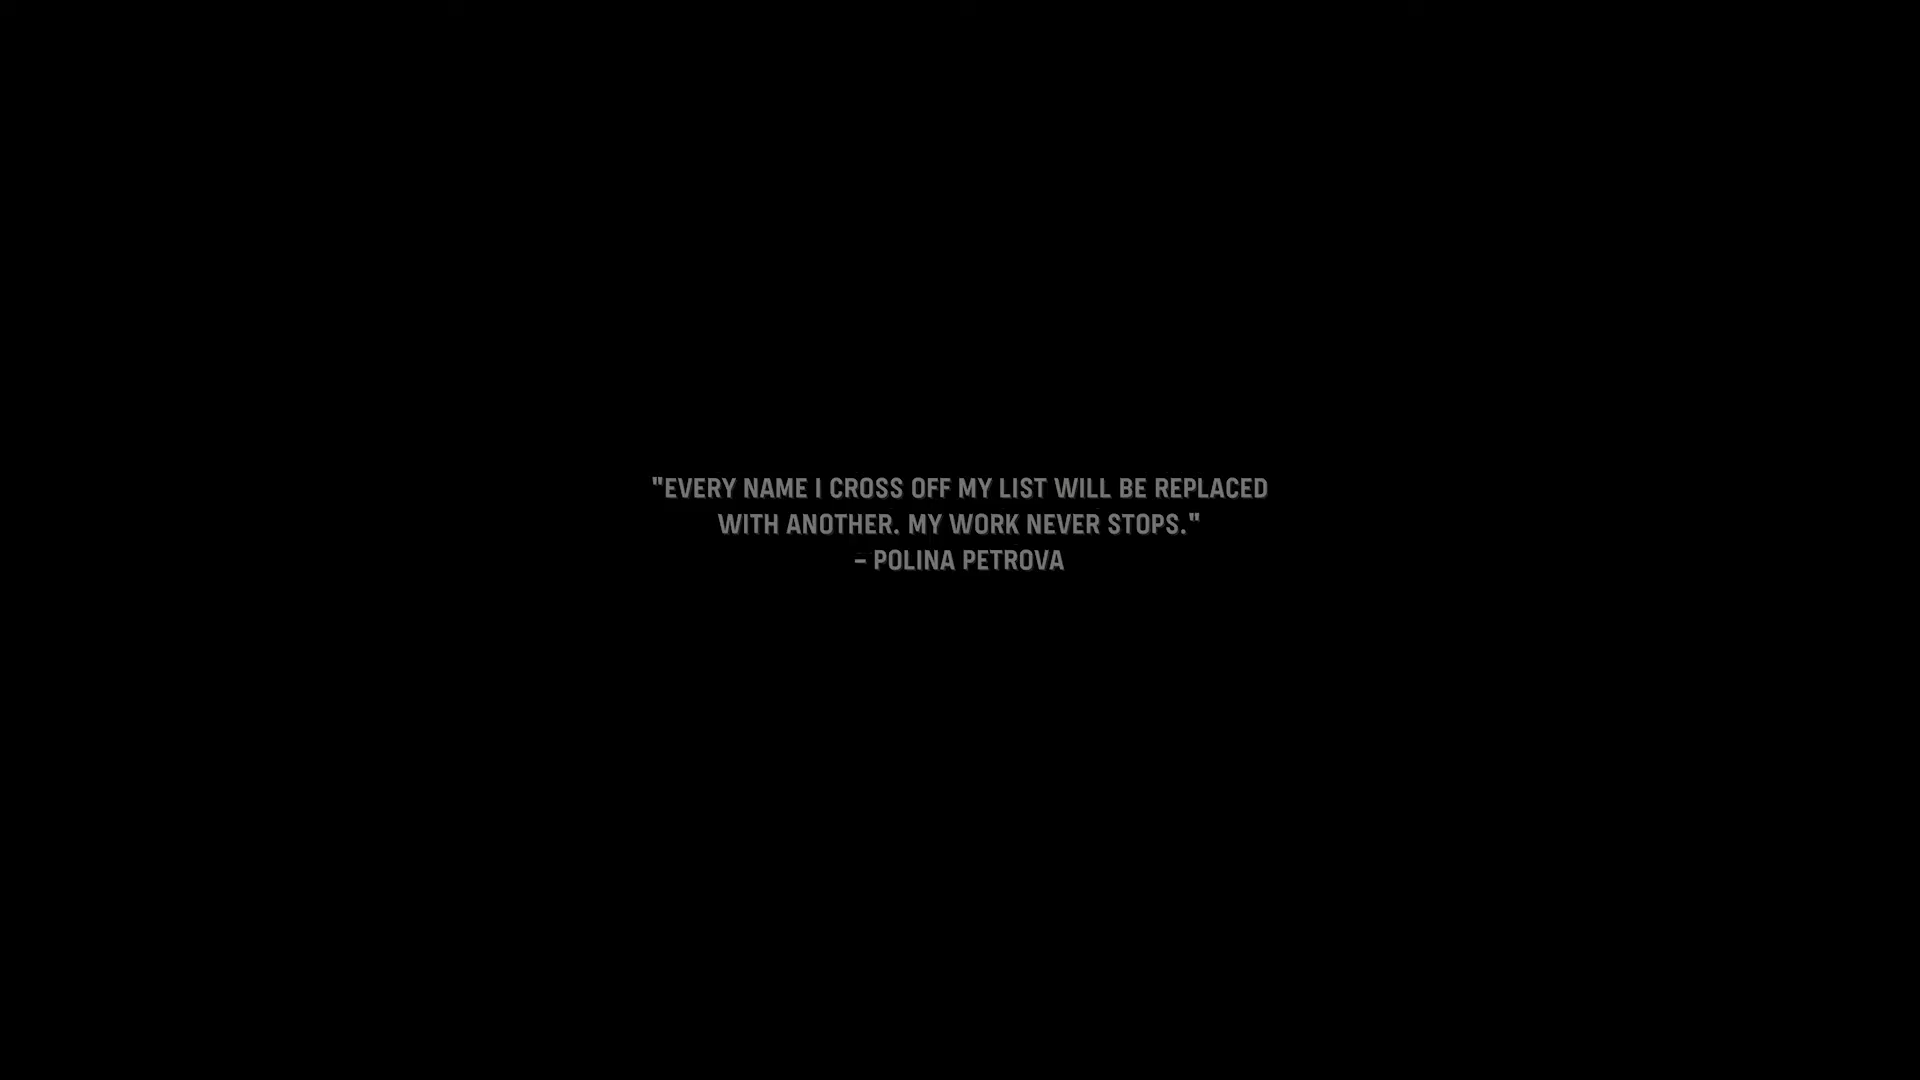 "EVERY NAME I CROSS OFF MY LIST WILL BE REPLACED
WITH ANOTHER. MY WORK NEVER STOPS."
– POLINA PETROVA